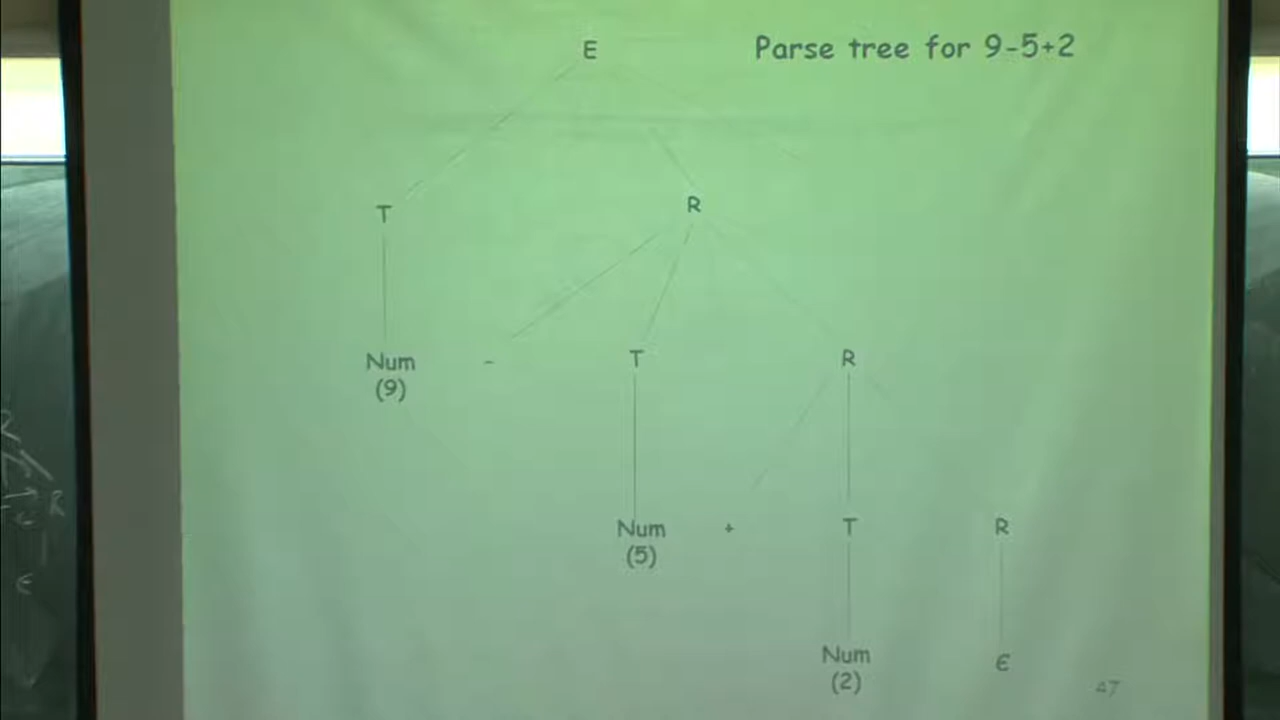 E
Parse tree for 9-5+2
T
R
Num
(9)
-
T
R
Num
(5)
+
T
R
Num
(2)
ϵ
47
R
ϵ